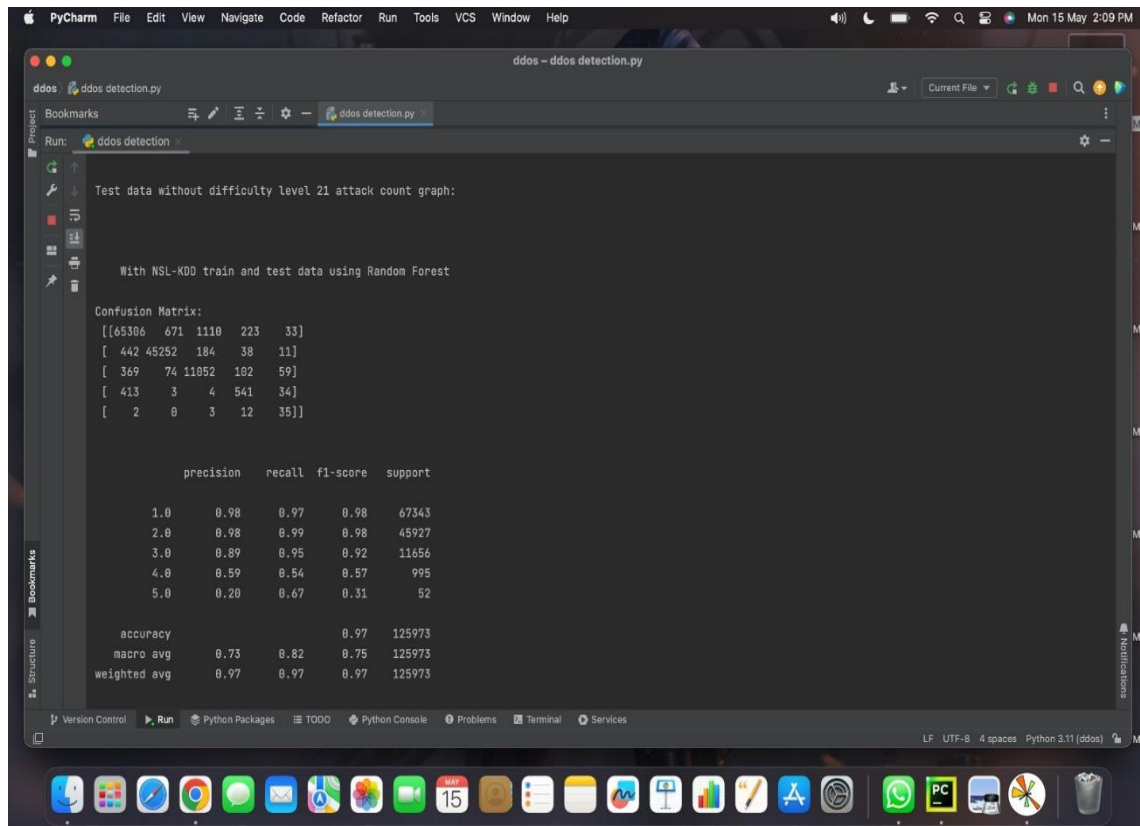 PyCharm File Edit View Navigate Code Refactor Run Tools VCS Window Help Mon 15 May 2:09 PM
ddos – ddos detection.py
ddos ddos detection.py Current File
Project
Bookmarks ddos detection.py
Run: ddos detection
Test data without difficulty level 21 attack count graph:
With NSL-KDD train and test data using Random Forest
Confusion Matrix:
[[65306 671 1110 223 33]
[ 442 45252 184 38 11]
[ 369 74 11052 102 59]
[ 413 3 4 541 34]
[ 2 0 3 12 35]]
precision recall f1-score support
1.0 0.98 0.97 0.98 67343
2.0 0.98 0.99 0.98 45927
3.0 0.89 0.95 0.92 11656
4.0 0.59 0.54 0.57 995
5.0 0.20 0.67 0.31 52
accuracy 0.97 125973
macro avg 0.73 0.82 0.75 125973
weighted avg 0.97 0.97 0.97 125973
Bookmarks
Structure
Notifications
Version Control Run Python Packages TODO Python Console Problems Terminal Services
LF UTF-8 4 spaces Python 3.11 (ddos)
MAY
15
PC